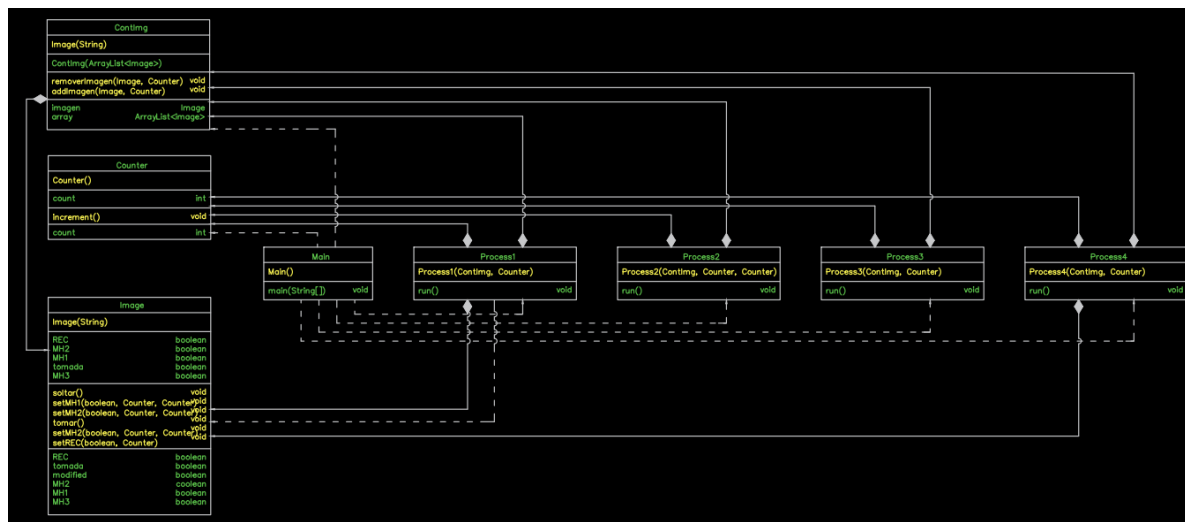 ContImg
Image(String)
ContImg(ArrayList<Image>)
removerImagen(Image, Counter) void
addImagen(Image, Counter) void
imagen Image
array ArrayList<Image>
Counter
Counter()
count int
increment() void
count int
Main
Main()
main(String[]) void
Process1
Process1(ContImg, Counter)
run() void
Process2
Process2(ContImg, Counter, Counter)
run() void
Process3
Process3(ContImg, Counter)
run() void
Process4
Process4(ContImg, Counter)
run() void
Image
Image(String)
REC boolean
MH2 boolean
MH1 boolean
tomada boolean
MH3 boolean
soltar() void
setMH1(boolean, Counter, Counter) void
setMH2(boolean, Counter, Counter) void
tomar() void
setMH2(boolean, Counter, Counter) void
setREC(boolean, Counter) void
REC boolean
tomada boolean
modified boolean
MH2 coolean
MH1 boolean
MH3 boolean